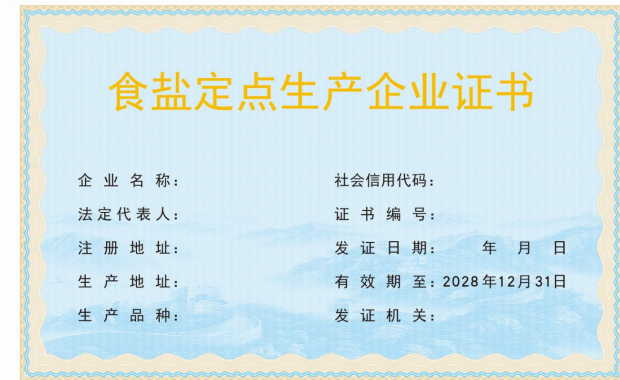 食盐定点生产企业证书
企业名称： 社会信用代码：
法定代表人： 证书编号：
注册地址： 发证日期： 年 月 日
生产地址： 有效期至：2028年12月31日
生产品种： 发证机关：